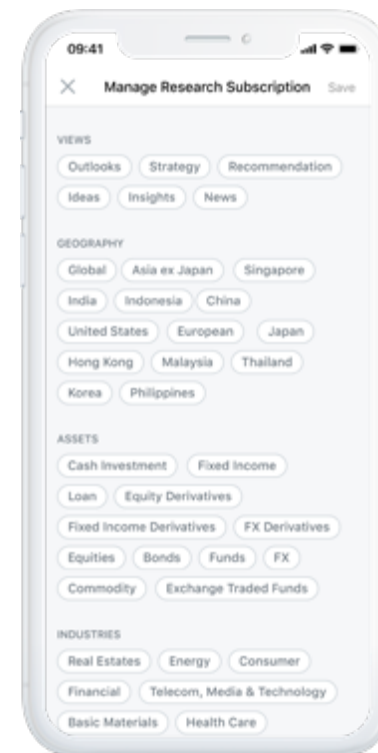 09:41
Manage Research Subscription Save
VIEWS
Outlooks Strategy Recommendation
Ideas Insights News
GEOGRAPHY
Global Asia ex Japan Singapore
India Indonesia China
United States European Japan
Hong Kong Malaysia Thailand
Korea Philippines
ASSETS
Cash Investment Fixed Income
Loan Equity Derivatives
Fixed Income Derivatives FX Derivatives
Equities Bonds Funds FX
Commodity Exchange Traded Funds
INDUSTRIES
Real Estates Energy Consumer
Financial Telecom, Media & Technology
Basic Materials Health Care